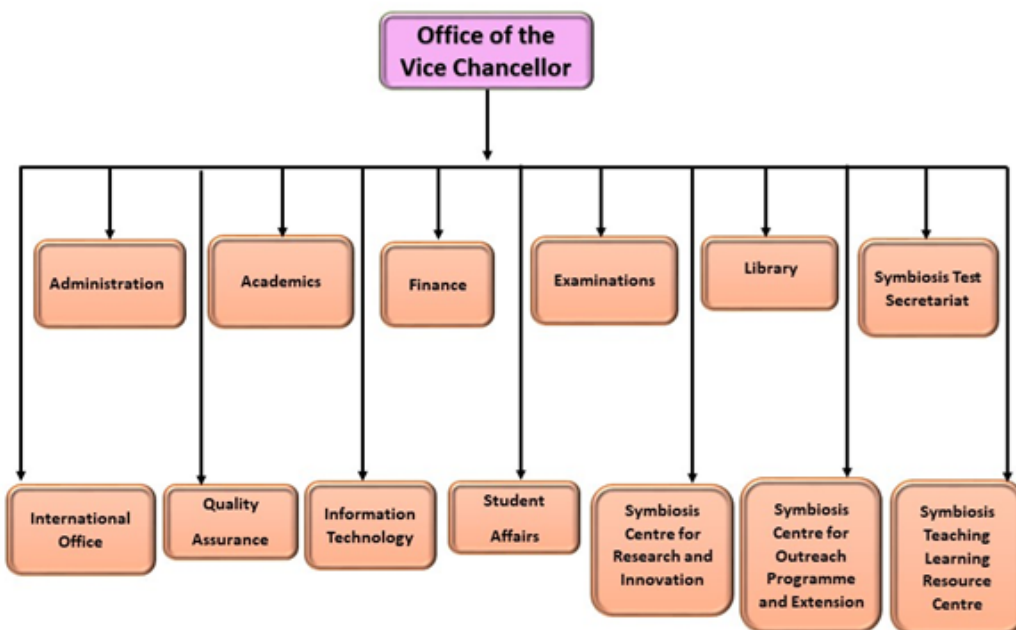 Office of the
Vice Chancellor
Administration
Academics
Finance
Examinations
Library
Symbiosis Test
Secretariat
International
Office
Quality
Assurance
Information
Technology
Student
Affairs
Symbiosis
Centre for
Research and
Innovation
Symbiosis
Centre for
Outreach
Programme
and Extension
Symbiosis
Teaching
Learning
Resource
Centre